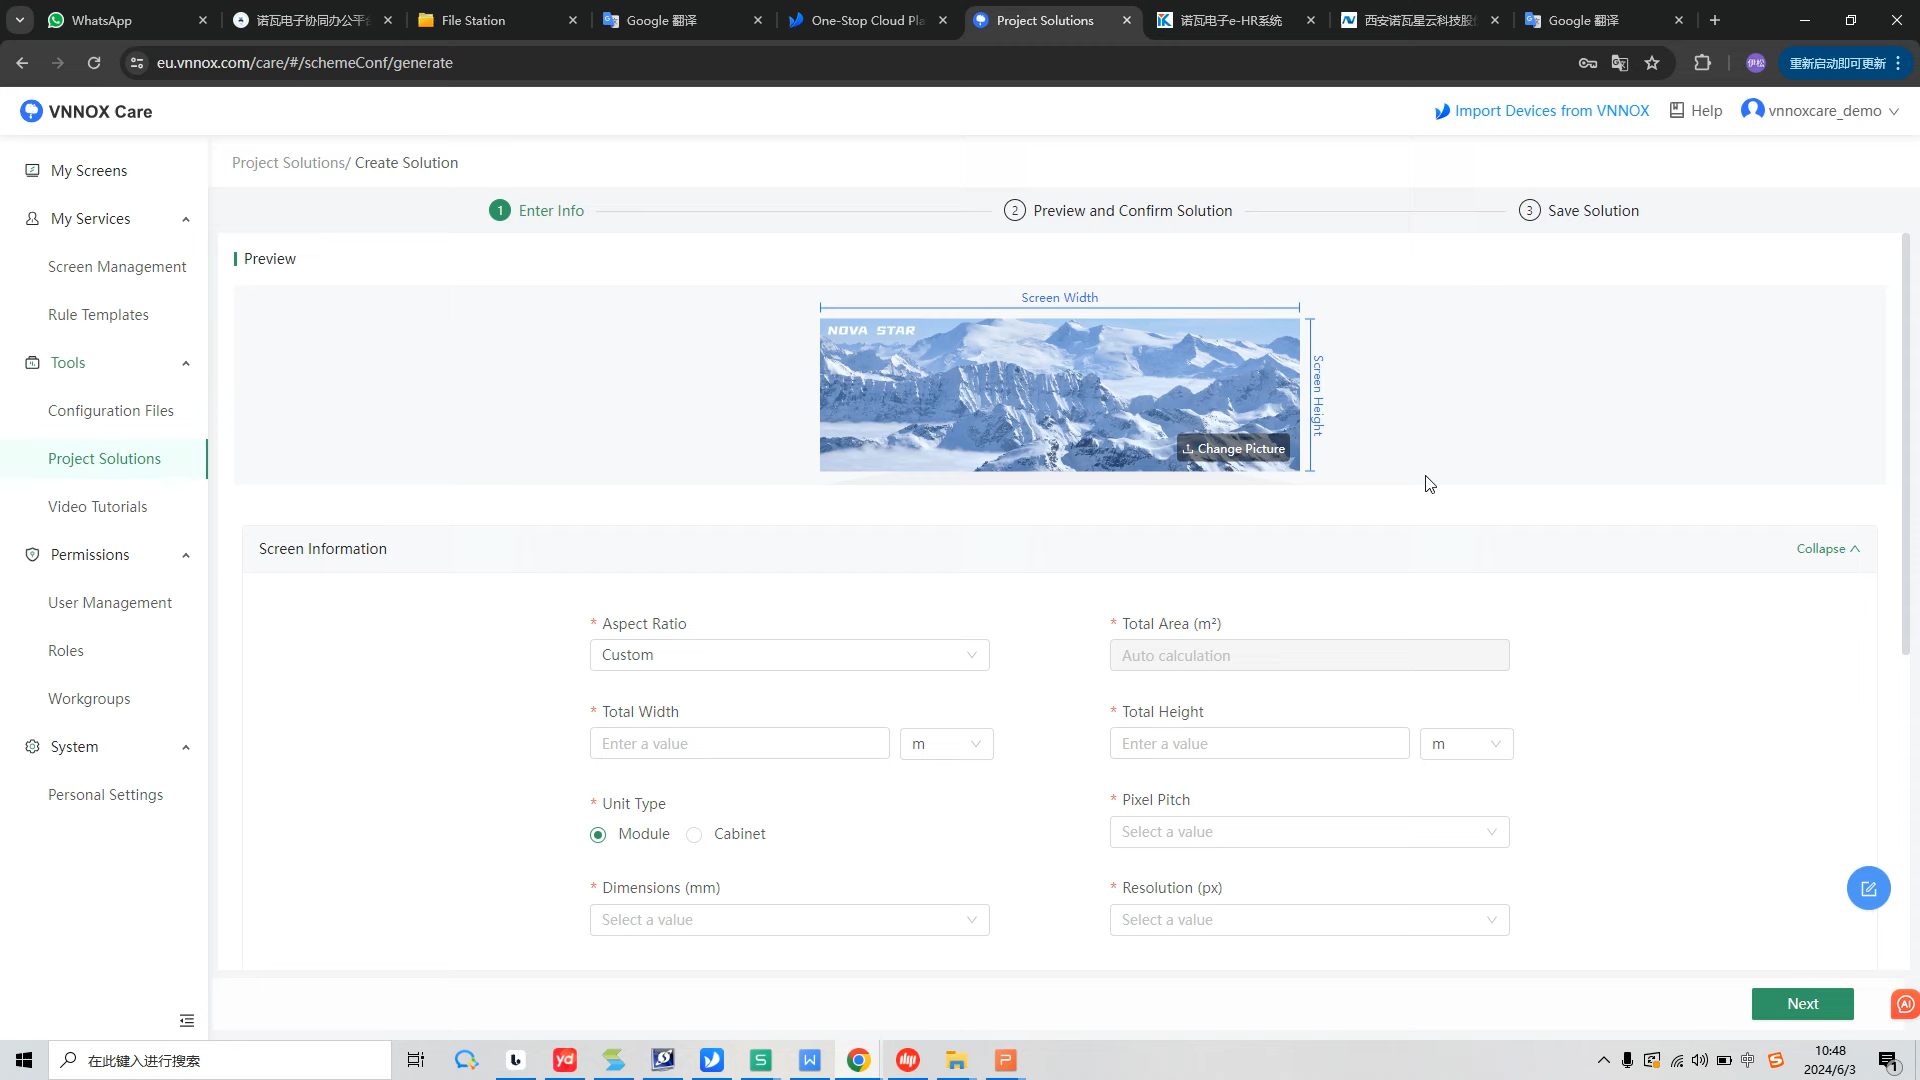 WhatsApp
诺瓦电子协同办公平台
File Station
Google 翻译
One-Stop Cloud Pla
Project Solutions
诺瓦电子e-HR系统
西安诺瓦星云科技股份
Google 翻译
eu.vnnox.com/care/#/schemeConf/generate
伊松
重新启动即可更新
VNNOX Care
Import Devices from VNNOX
Help
vnnoxcare_demo
My Screens
My Services
Screen Management
Rule Templates
Tools
Configuration Files
Project Solutions
Video Tutorials
Permissions
User Management
Roles
Workgroups
System
Personal Settings
Project Solutions/ Create Solution
1 Enter Info
2 Preview and Confirm Solution
3 Save Solution
Preview
Screen Width
NOVA STAR
Screen Height
Change Picture
Screen Information
Collapse
* Aspect Ratio
Custom
* Total Area (m²)
Auto calculation
* Total Width
Enter a value
m
* Total Height
Enter a value
m
* Unit Type
Module
Cabinet
* Pixel Pitch
Select a value
* Dimensions (mm)
Select a value
* Resolution (px)
Select a value
Next
AI
在此键入进行搜索
yd
S
W
P
中
S
10:48
2024/6/3
1